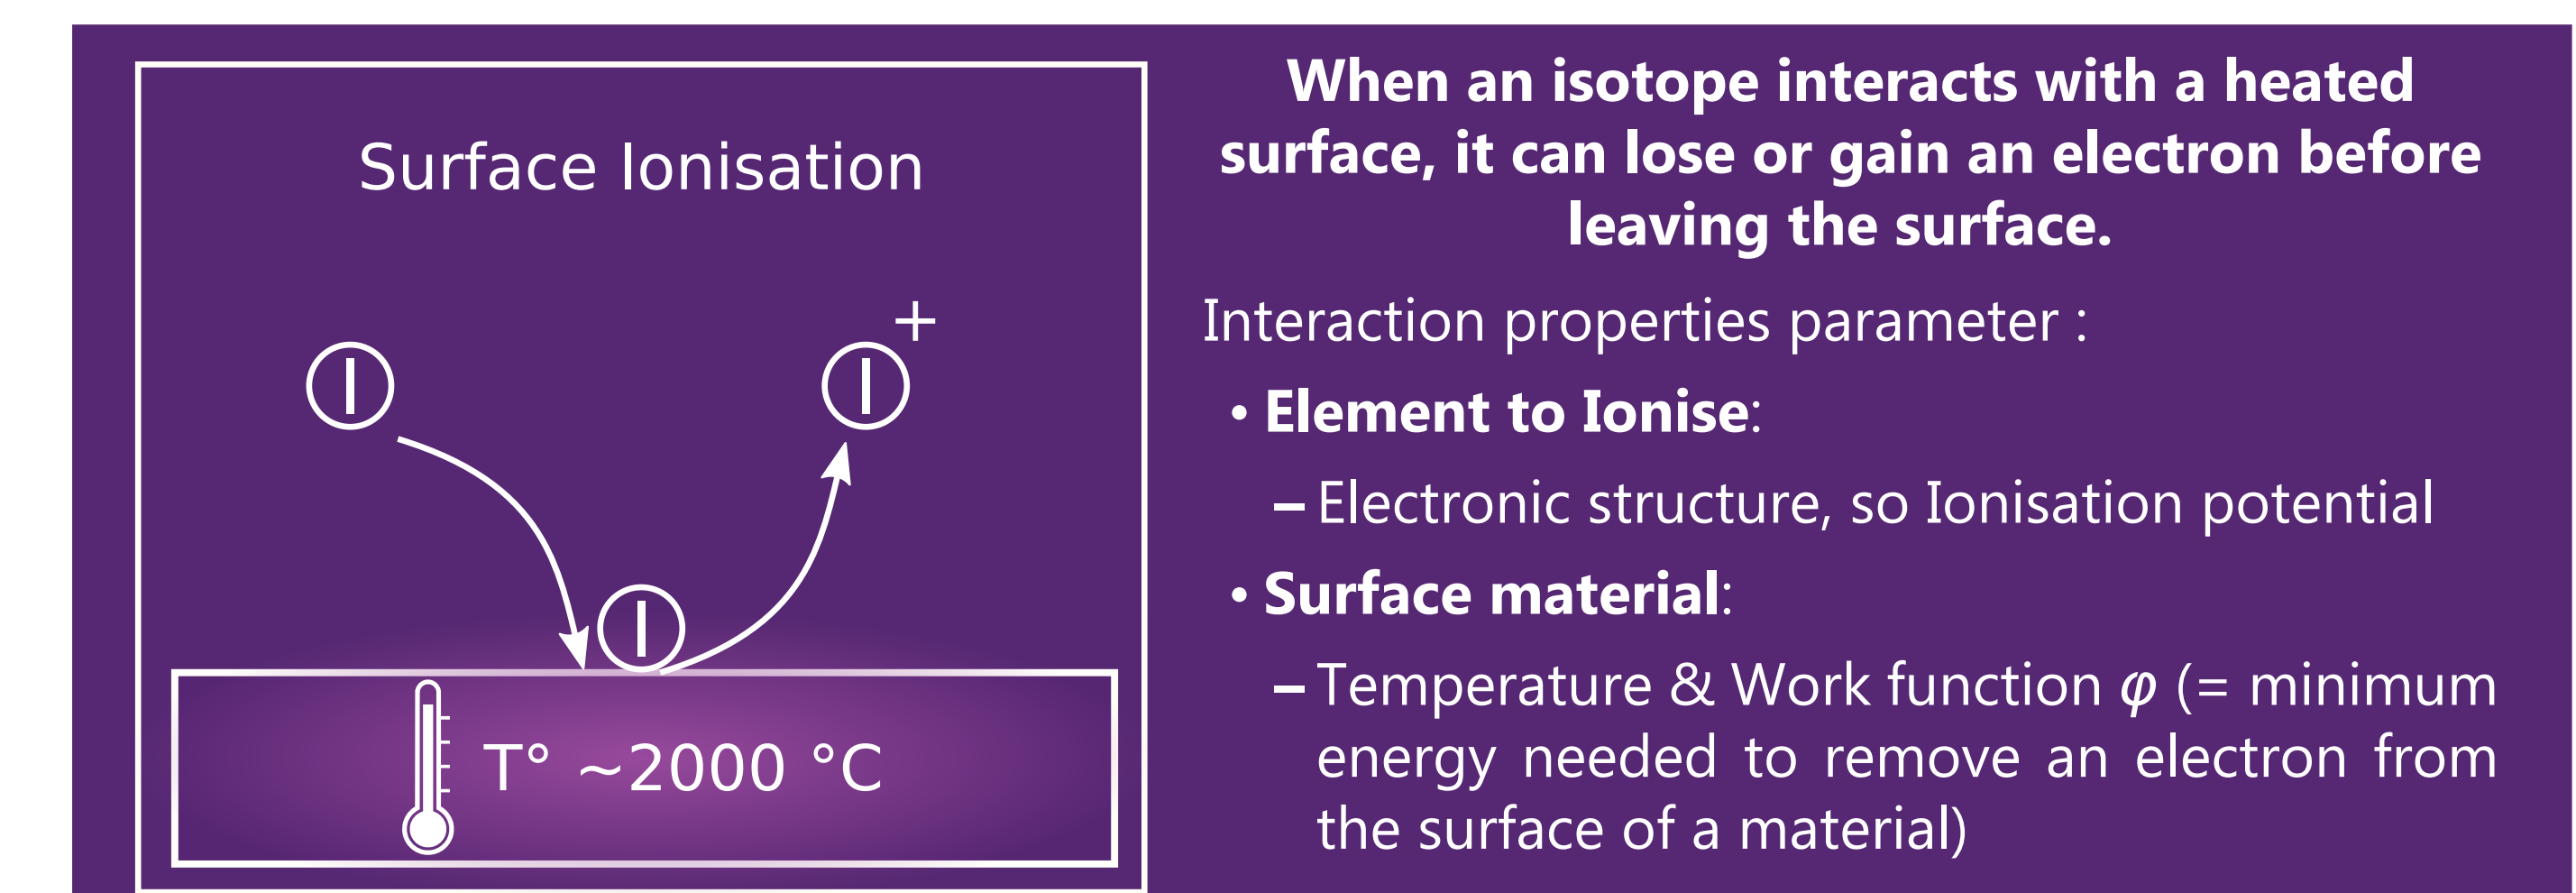 Surface Ionisation
I
I
+
I
T° ~2000 °C
When an isotope interacts with a heated
surface, it can lose or gain an electron before
leaving the surface.
Interaction properties parameter :
• Element to Ionise:
– Electronic structure, so Ionisation potential
• Surface material:
– Temperature & Work function φ (= minimum
energy needed to remove an electron from
the surface of a material)